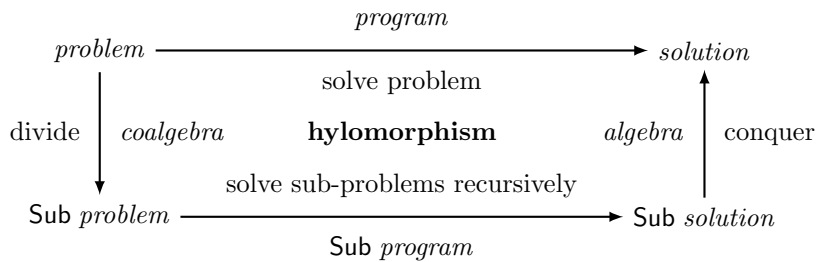 program
problem
solution
solve problem
divide coalgebra hylomorphism algebra conquer
solve sub-problems recursively
Sub problem
Sub solution
Sub program